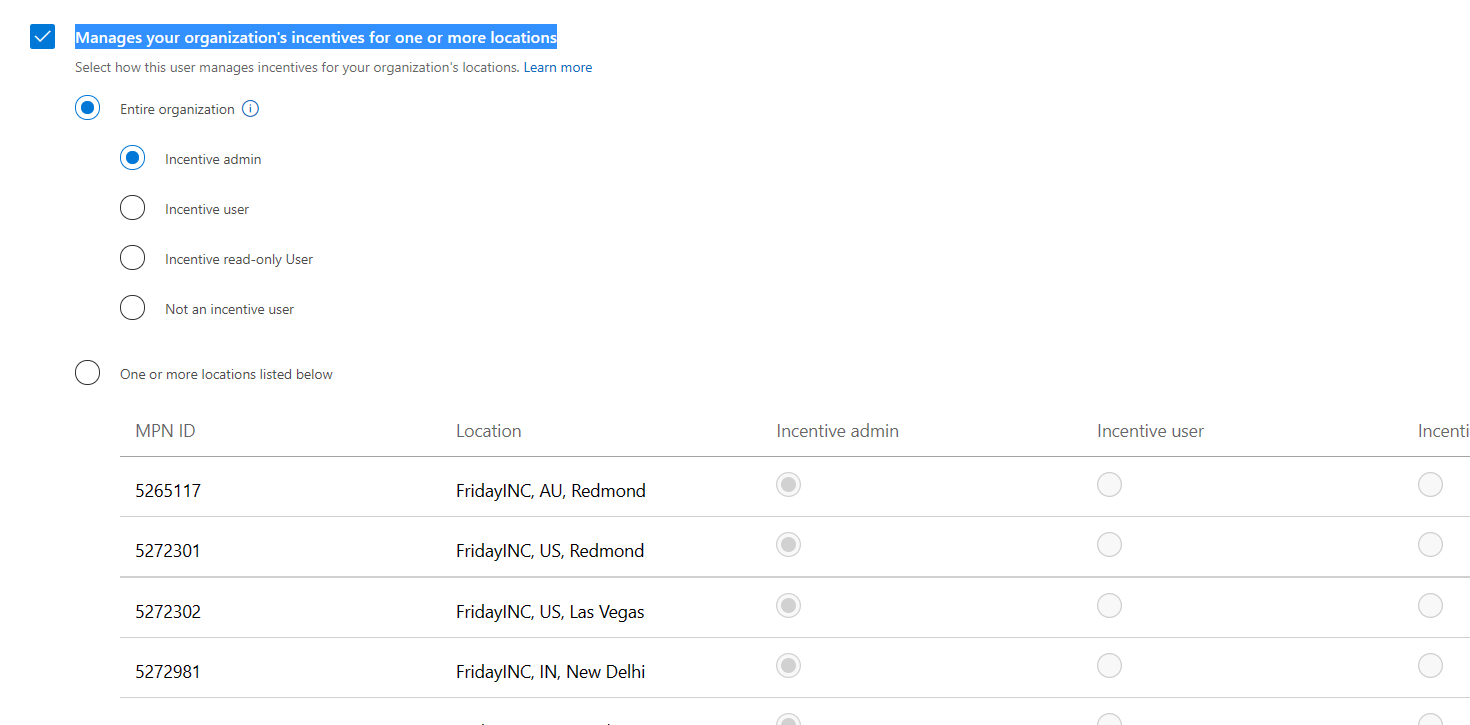 Manages your organization's incentives for one or more locations
Select how this user manages incentives for your organization's locations. Learn more
Entire organization
Incentive admin
Incentive user
Incentive read-only User
Not an incentive user
One or more locations listed below
MPN ID Location Incentive admin Incentive user Incenti
5265117 FridayINC, AU, Redmond
5272301 FridayINC, US, Redmond
5272302 FridayINC, US, Las Vegas
5272981 FridayINC, IN, New Delhi